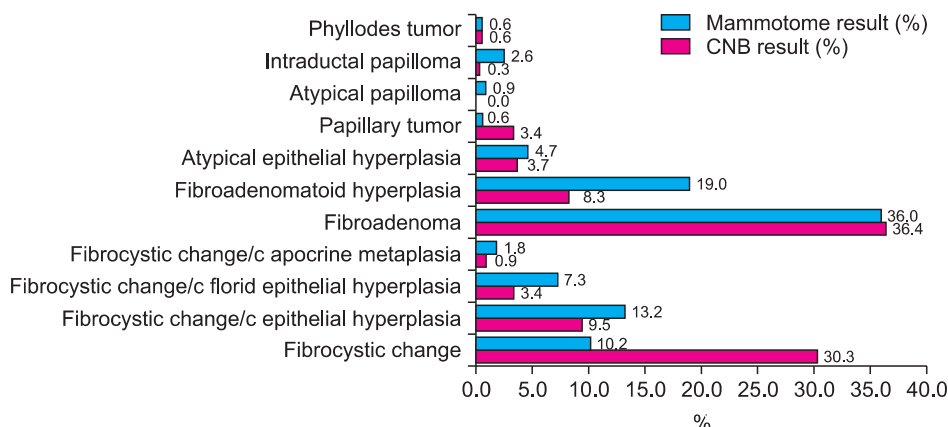 Mammotome result (%)
CNB result (%)
Phyllodes tumor
0.6
0.6
Intraductal papilloma
2.6
0.3
Atypical papilloma
0.9
0.0
Papillary tumor
0.6
3.4
Atypical epithelial hyperplasia
4.7
3.7
Fibroadenomatoid hyperplasia
19.0
8.3
Fibroadenoma
36.0
36.4
Fibrocystic change/c apocrine metaplasia
1.8
0.9
Fibrocystic change/c florid epithelial hyperplasia
7.3
3.4
Fibrocystic change/c epithelial hyperplasia
13.2
9.5
Fibrocystic change
10.2
30.3
0.0 5.0 10.0 15.0 20.0 25.0 30.0 35.0 40.0
%